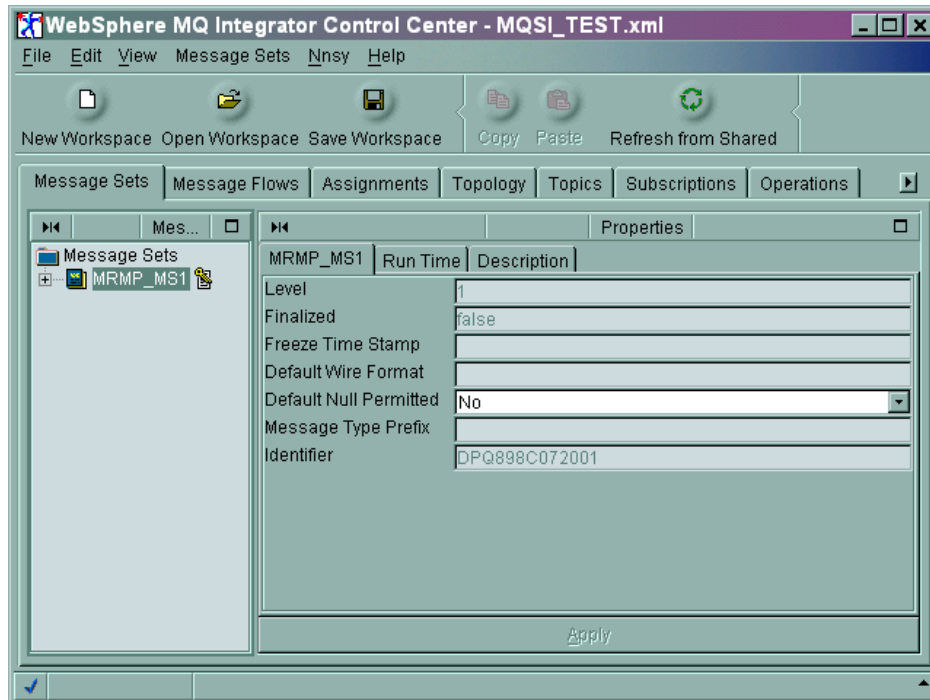 WebSphere MQ Integrator Control Center - MQSI_TEST.xml
File Edit View Message Sets Nnsy Help
New Workspace Open Workspace Save Workspace Copy Paste Refresh from Shared
Message Sets Message Flows Assignments Topology Topics Subscriptions Operations
Mes... Properties
Message Sets
MRMP_MS1
MRMP_MS1 Run Time Description
Level 1
Finalized false
Freeze Time Stamp
Default Wire Format
Default Null Permitted No
Message Type Prefix
Identifier DPQ898C072001
Apply